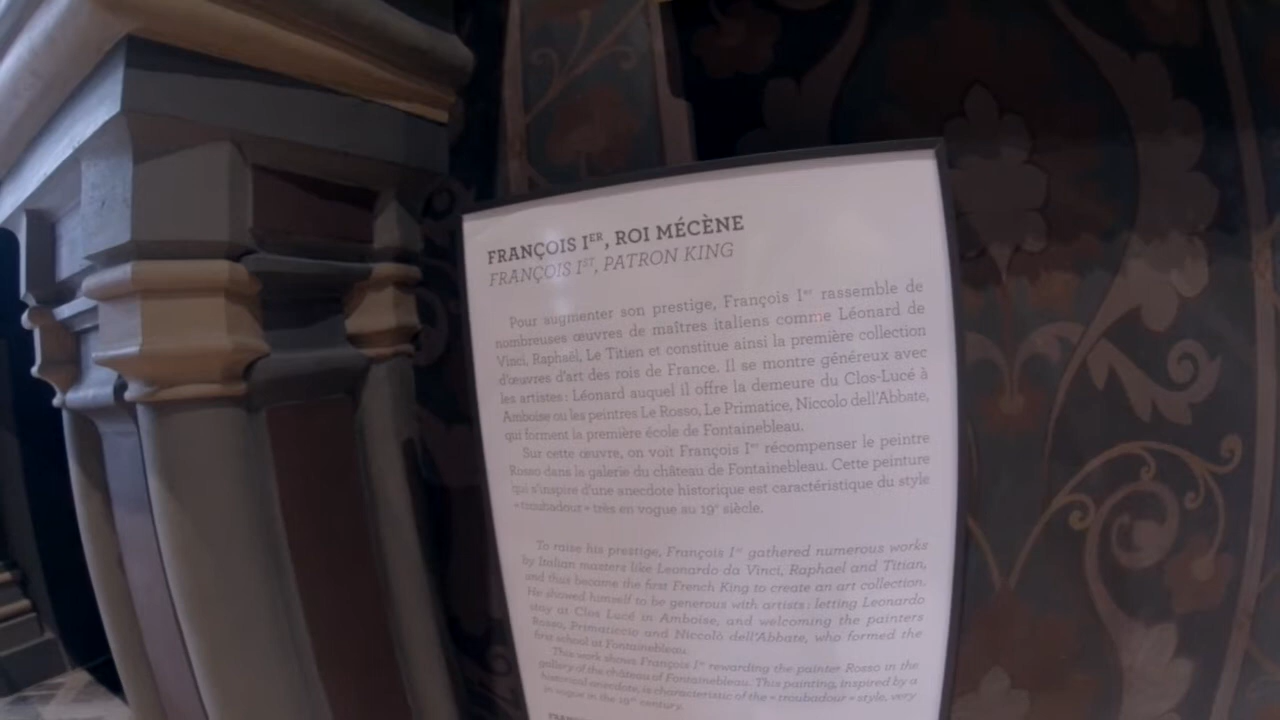 FRANÇOIS IER, ROI MÉCÈNE
FRANÇOIS IST, PATRON KING
Pour augmenter son prestige, François Ier rassemble de
nombreuses œuvres de maîtres italiens comme Léonard de
Vinci, Raphaël, Le Titien et constitue ainsi la première collection
d'œuvres d'art des rois de France. Il se montre généreux avec
les artistes : Léonard auquel il offre la demeure du Clos-Lucé à
Amboise ou les peintres Le Rosso, Le Primatice, Niccolo dell'Abbate,
qui forment la première école de Fontainebleau.
Sur cette œuvre, on voit François Ier récompenser le peintre
Rosso dans la galerie du château de Fontainebleau. Cette peinture
qui s'inspire d'une anecdote historique est caractéristique du style
« troubadour » très en vogue au 19e siècle.
To raise his prestige, François Ist gathered numerous works
by Italian masters like Leonardo da Vinci, Raphael and Titian,
and thus became the first French King to create an art collection.
He showed himself to be generous with artists : letting Leonardo
stay at Clos Lucé in Amboise, and welcoming the painters
Rosso, Primaticcio and Niccolò dell'Abbate, who formed the
first school at Fontainebleau.
This work shows François Ist rewarding the painter Rosso in the
gallery of the château of Fontainebleau. This painting, inspired by a
historical anecdote, is characteristic of the « troubadour » style, very
in vogue in the 19th century.